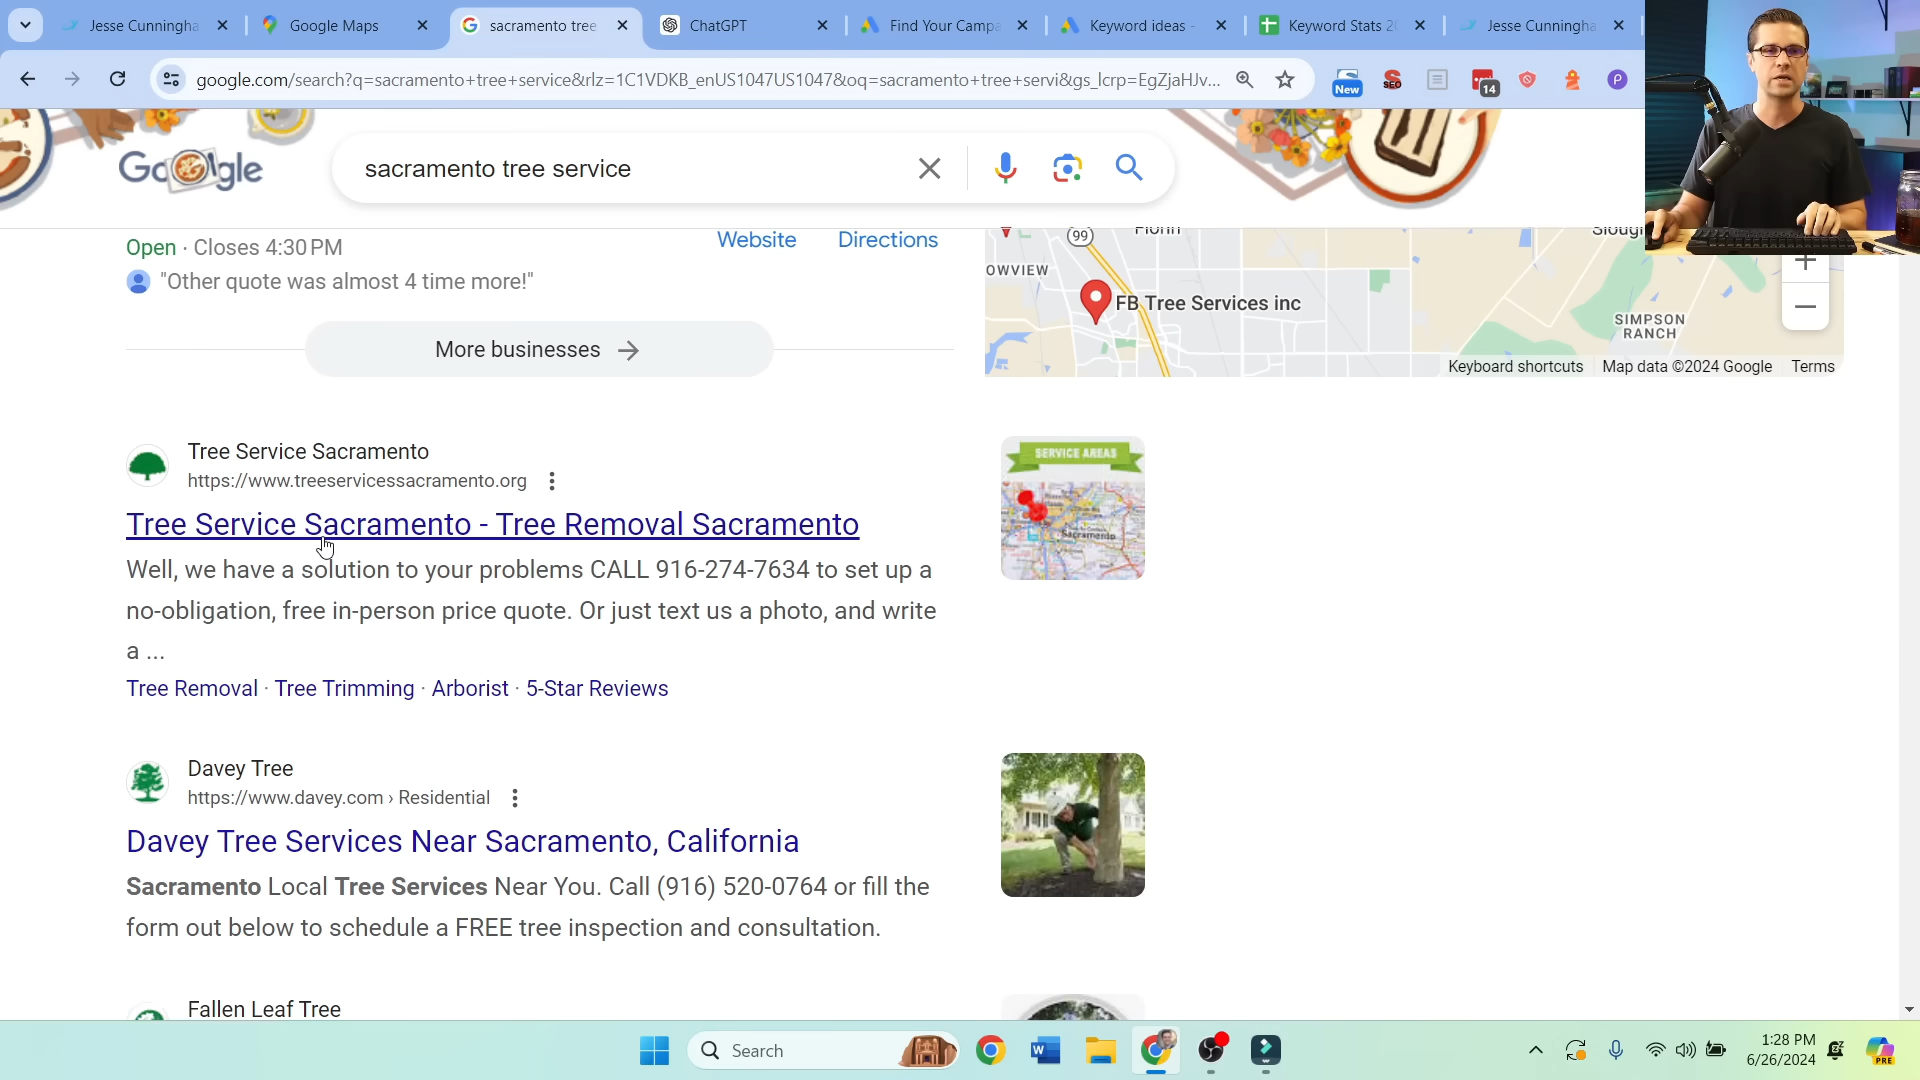 Jesse Cunningha
Google Maps
sacramento tree
ChatGPT
Find Your Campa
Keyword ideas -
Keyword Stats 2
Jesse Cunningha
google.com/search?q=sacramento+tree+service&rlz=1C1VDKB_enUS1047US1047&oq=sacramento+tree+servi&gs_lcrp=EgZjaHJv...
New
SEO
14
P
Google
sacramento tree service
Open · Closes 4:30 PM
Website
Directions
"Other quote was almost 4 time more!"
More businesses
99
Florin
OWVIEW
FB Tree Services inc
SIMPSON
RANCH
Keyboard shortcuts
Map data ©2024 Google
Terms
Tree Service Sacramento
https://www.treeservicessacramento.org
Tree Service Sacramento - Tree Removal Sacramento
Well, we have a solution to your problems CALL 916-274-7634 to set up a
no-obligation, free in-person price quote. Or just text us a photo, and write
a ...
Tree Removal · Tree Trimming · Arborist · 5-Star Reviews
SERVICE AREAS
Sacramento
Davey Tree
https://www.davey.com › Residential
Davey Tree Services Near Sacramento, California
Sacramento Local Tree Services Near You. Call (916) 520-0764 or fill the
form out below to schedule a FREE tree inspection and consultation.
Fallen Leaf Tree
Search
1:28 PM
6/26/2024
PRE